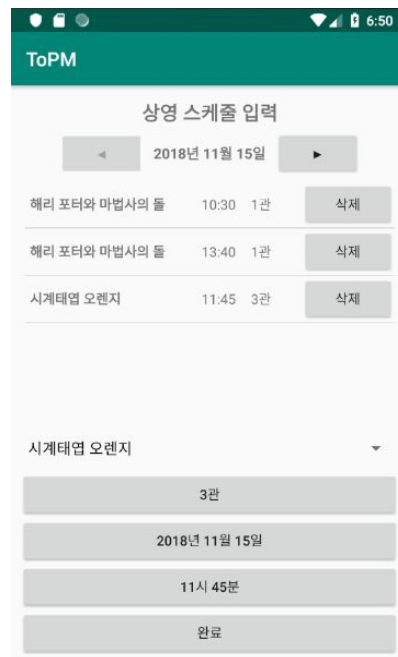 6:50
ToPM
상영 스케줄 입력
◄ 2018년 11월 15일 ►
해리 포터와 마법사의 돌 10:30 1관 삭제
해리 포터와 마법사의 돌 13:40 1관 삭제
시계태엽 오렌지 11:45 3관 삭제
시계태엽 오렌지
3관
2018년 11월 15일
11시 45분
완료